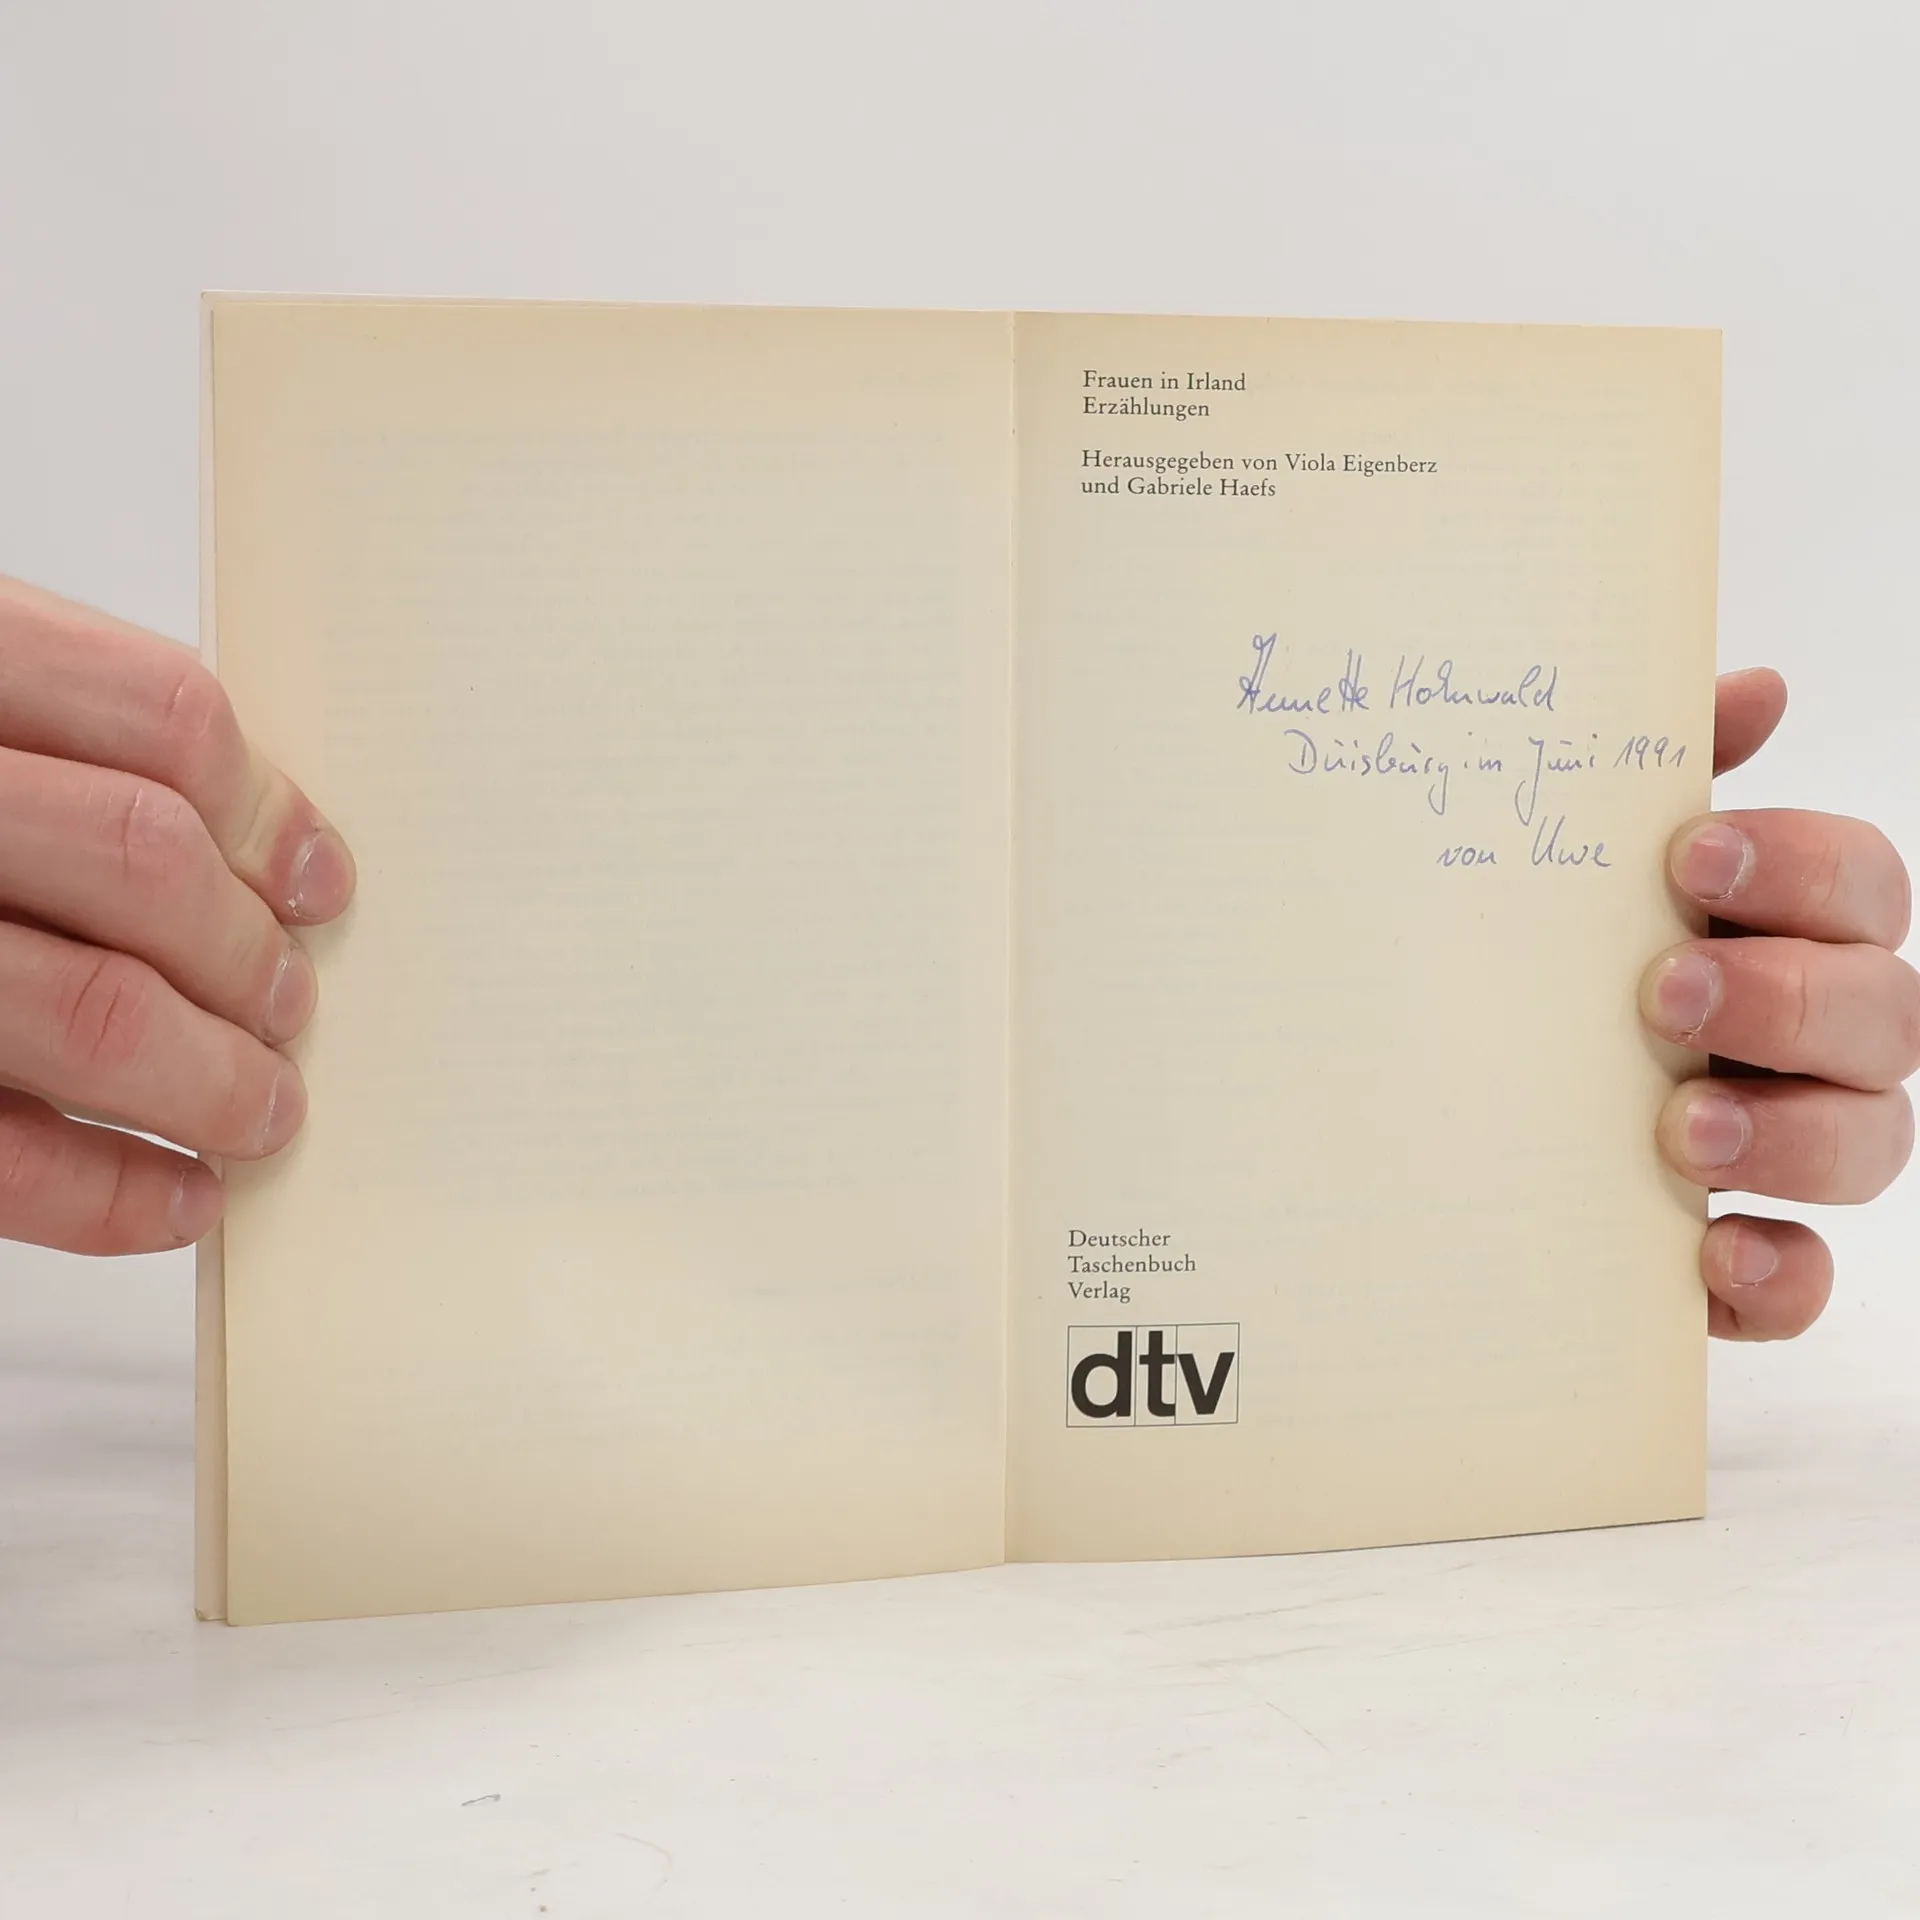 Frauen in Irland
Erzählungen
Herausgegeben von Viola Eigenberz
und Gabriele Haefs
Annette Hohnwald
Duisburg im Juni 1991
von Uwe
Deutscher
Taschenbuch
Verlag
dtv